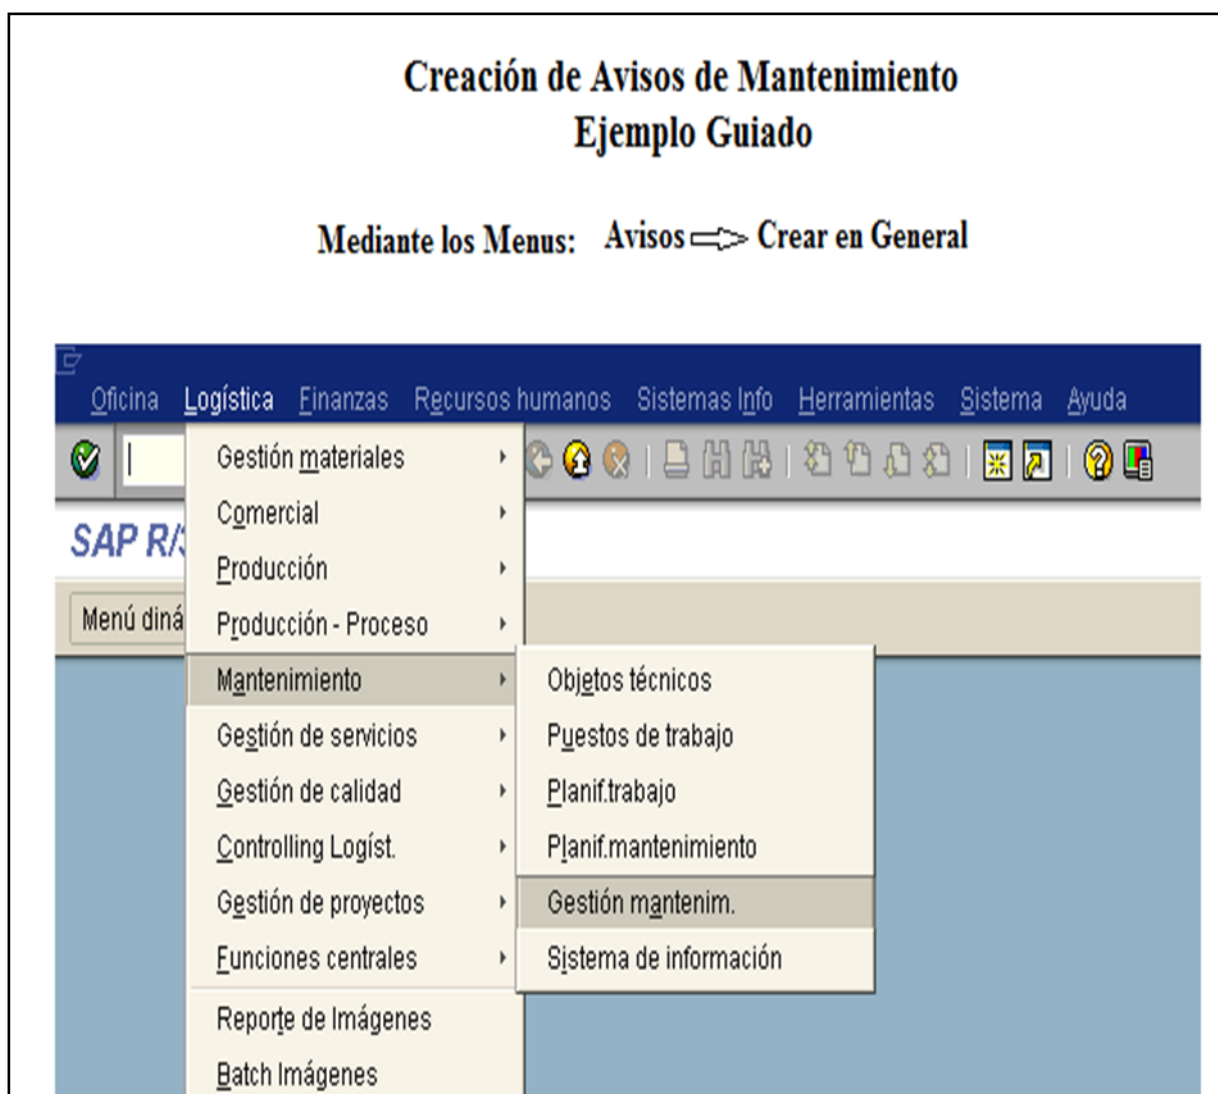 Creación de Avisos de Mantenimiento
Ejemplo Guiado
Mediante los Menus: Avisos Crear en General
Oficina Logística Finanzas Recursos humanos Sistemas Info Herramientas Sistema Ayuda
SAP R/3
Menú diná
Gestión materiales
Comercial
Producción
Producción - Proceso
Mantenimiento
Gestión de servicios
Gestión de calidad
Controlling Logíst.
Gestión de proyectos
Funciones centrales
Reporte de Imágenes
Batch Imágenes
Objetos técnicos
Puestos de trabajo
Planif.trabajo
Planif.mantenimiento
Gestión mantenim.
Sistema de información